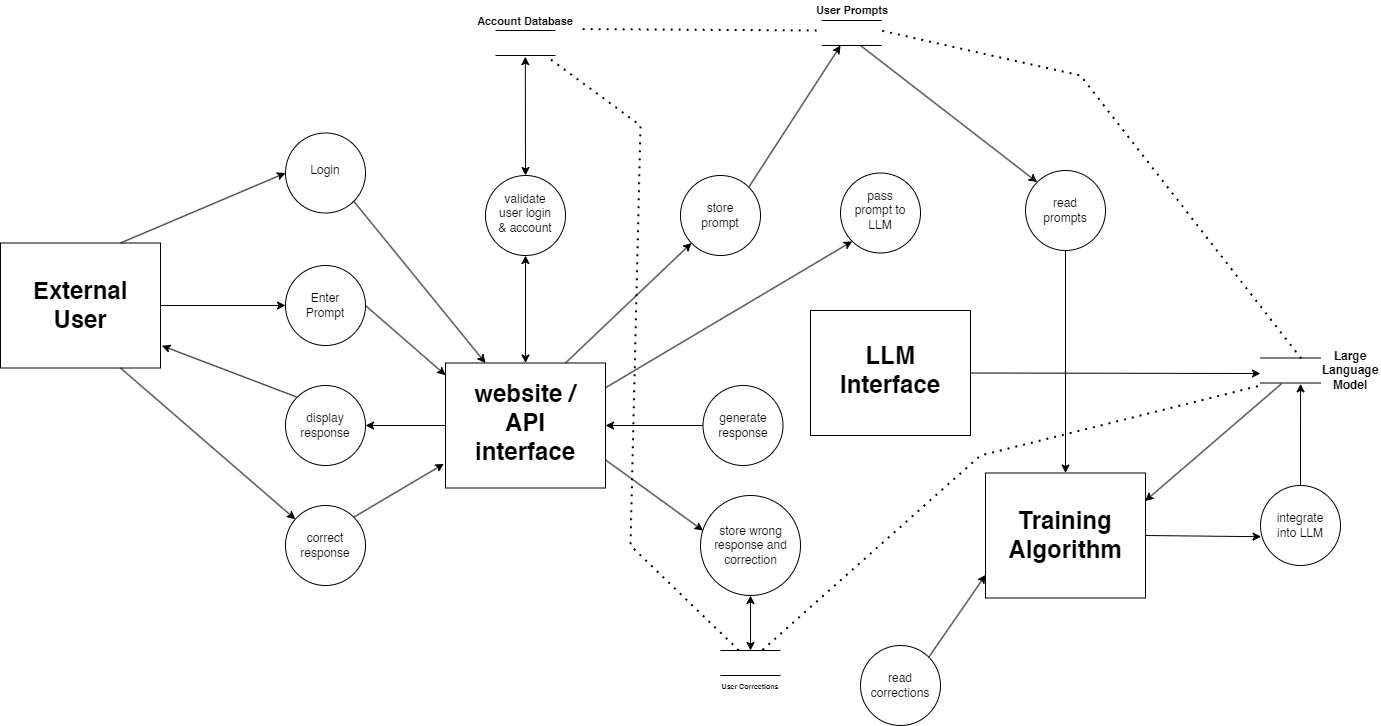 User Prompts
Account Database
Login
validate
user login
& account
store
prompt
pass
prompt to
LLM
read
prompts
External
User
Enter
Prompt
LLM
Interface
Large
Language
Model
website /
API
interface
display
response
generate
response
Training
Algorithm
integrate
into LLM
correct
response
store wrong
response and
correction
User Corrections
read
corrections